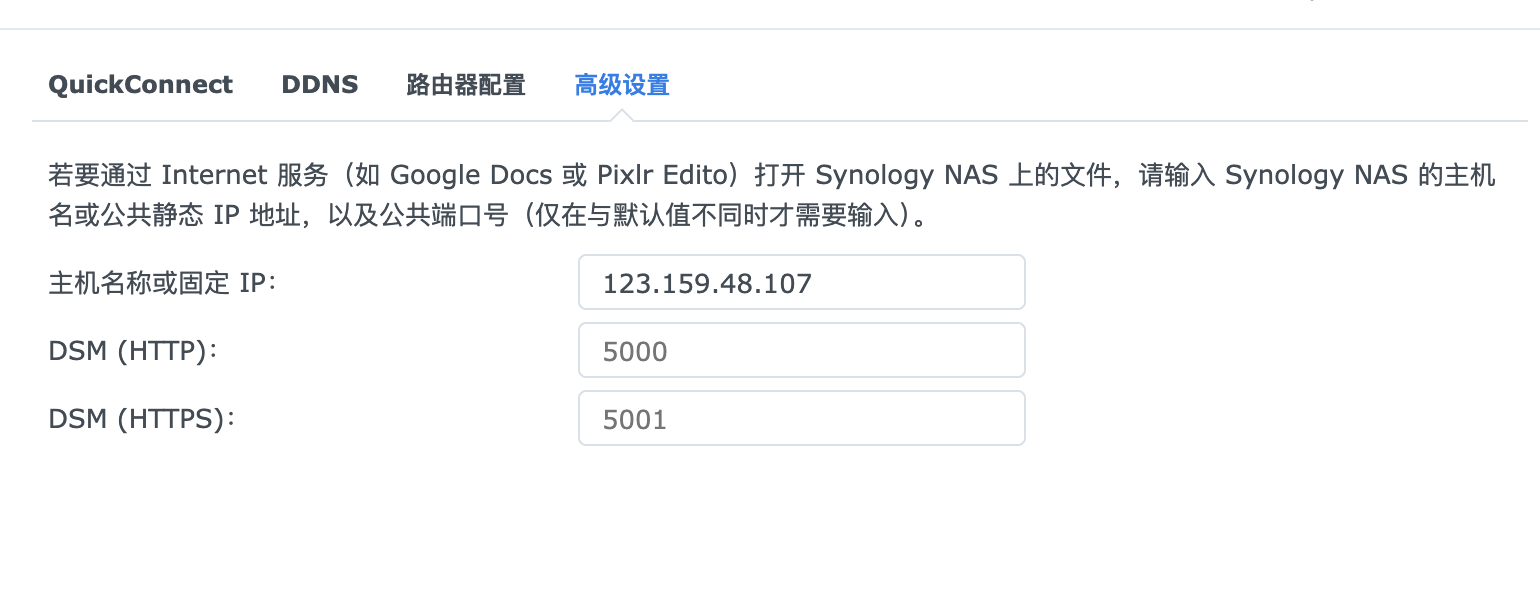 QuickConnect DDNS 路由器配置 高级设置
若要通过 Internet 服务（如 Google Docs 或 Pixlr Edito）打开 Synology NAS 上的文件，请输入 Synology NAS 的主机
名或公共静态 IP 地址，以及公共端口号（仅在与默认值不同时才需要输入）。
主机名称或固定 IP： 123.159.48.107
DSM (HTTP)： 5000
DSM (HTTPS)： 5001